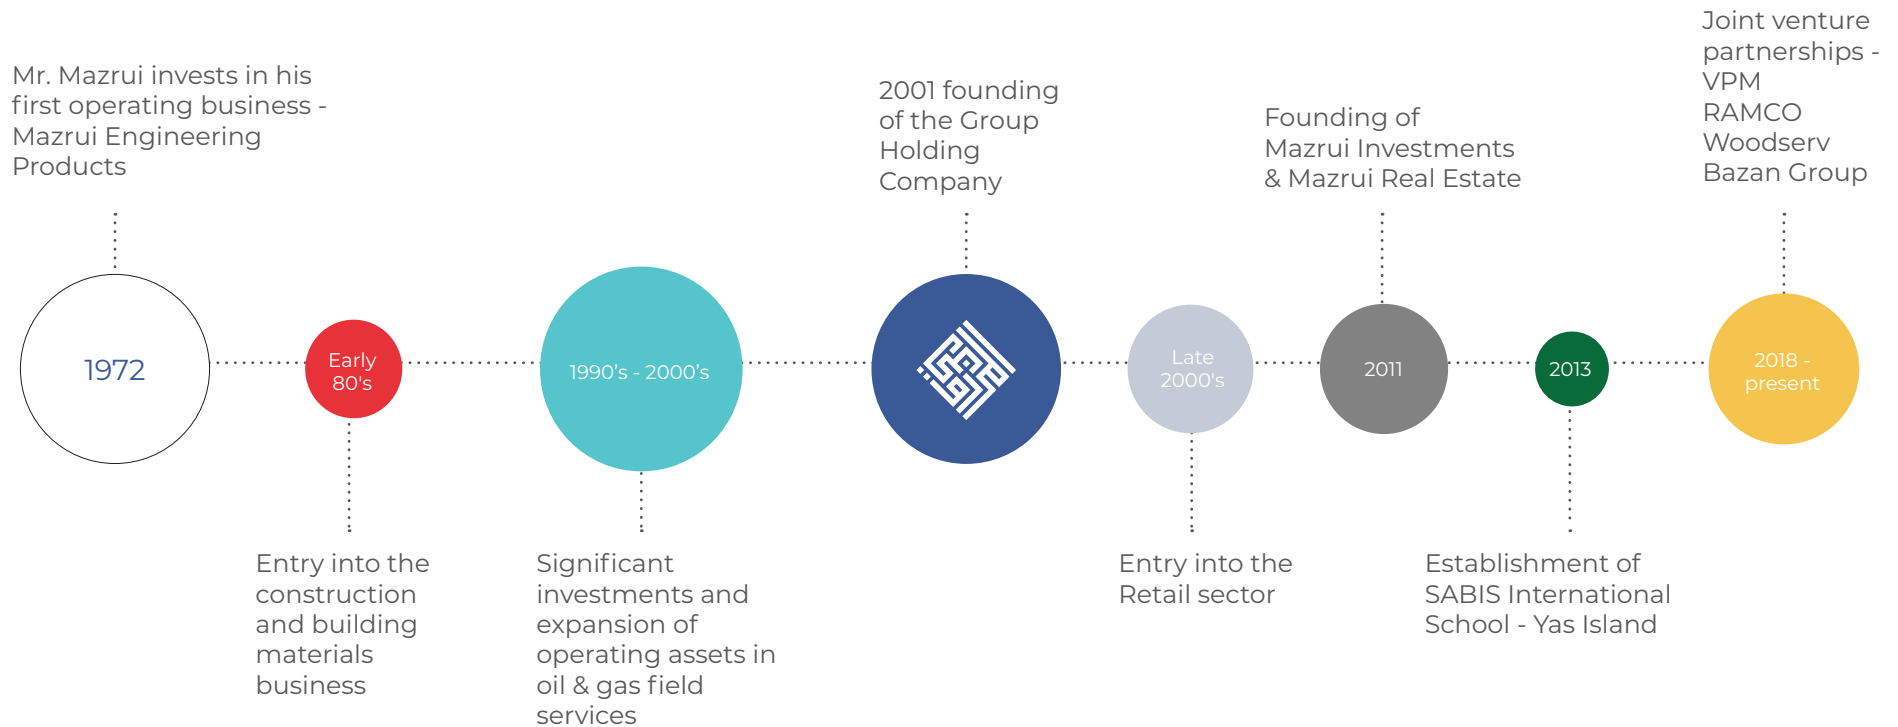 Mr. Mazrui invests in his
first operating business -
Mazrui Engineering
Products
1972
Early
80's
Entry into the
construction
and building
materials
business
1990’s - 2000’s
Significant
investments and
expansion of
operating assets in
oil & gas field
services
2001 founding
of the Group
Holding
Company
Late
2000's
Entry into the
Retail sector
Founding of
Mazrui Investments
& Mazrui Real Estate
2011
2013
Establishment of
SABIS International
School - Yas Island
Joint venture
partnerships -
VPM
RAMCO
Woodserv
Bazan Group
2018 -
present